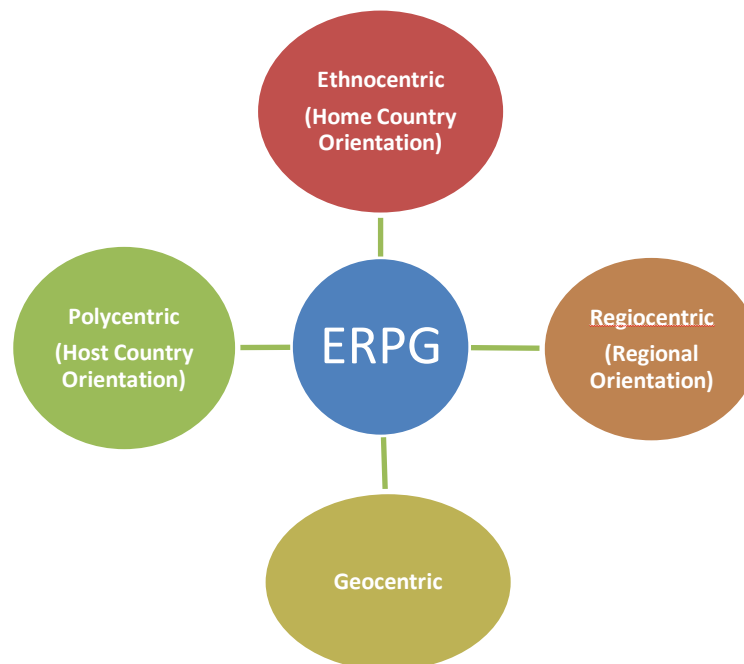 Ethnocentric
(Home Country
Orientation)
Polycentric
(Host Country
Orientation)
ERPG
Regiocentric
(Regional
Orientation)
Geocentric